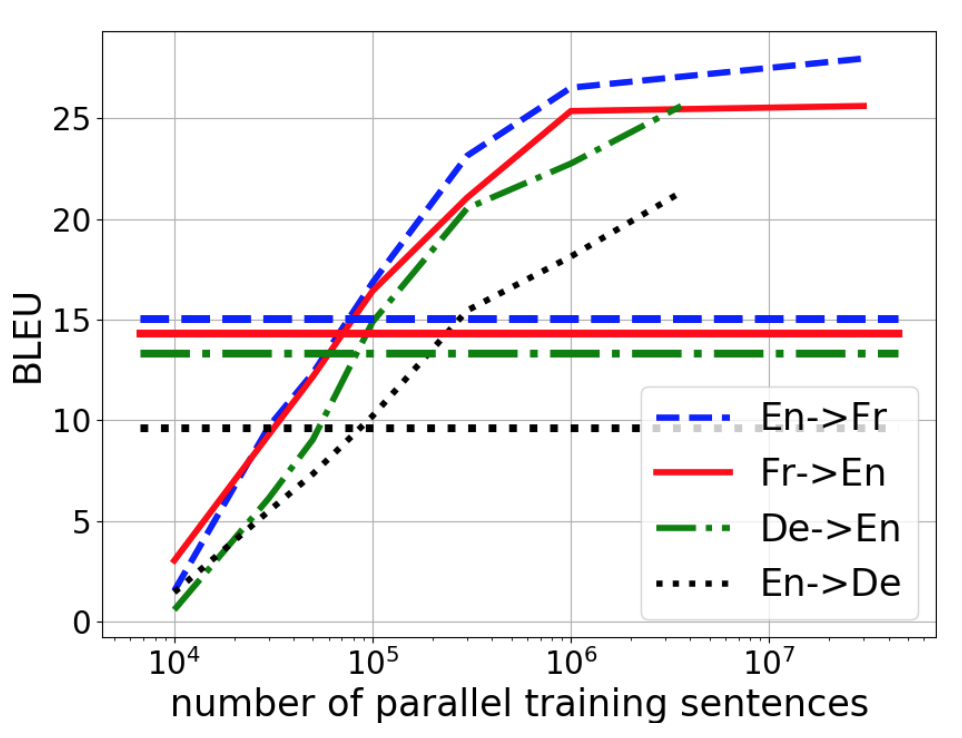 25
20
15
10
5
0
BLEU
En->Fr
Fr->En
De->En
En->De
10⁴ 10⁵ 10⁶ 10⁷
number of parallel training sentences